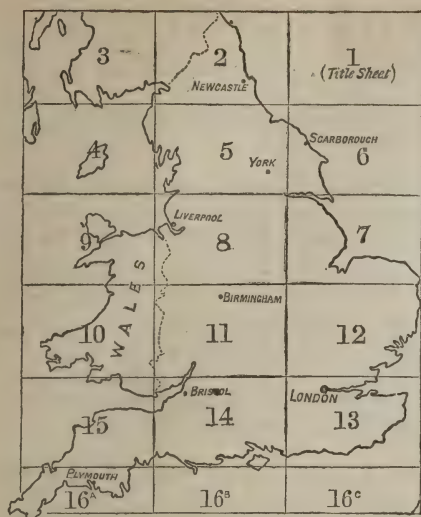 3
2
1
(Title Sheet)
NEWCASTLE
4
5
SCARBOROUGH
YORK
6
9
LIVERPOOL
8
7
WALES
BIRMINGHAM
10
11
12
BRISTOL
LONDON
15
14
13
PLYMOUTH
16A
16B
16C